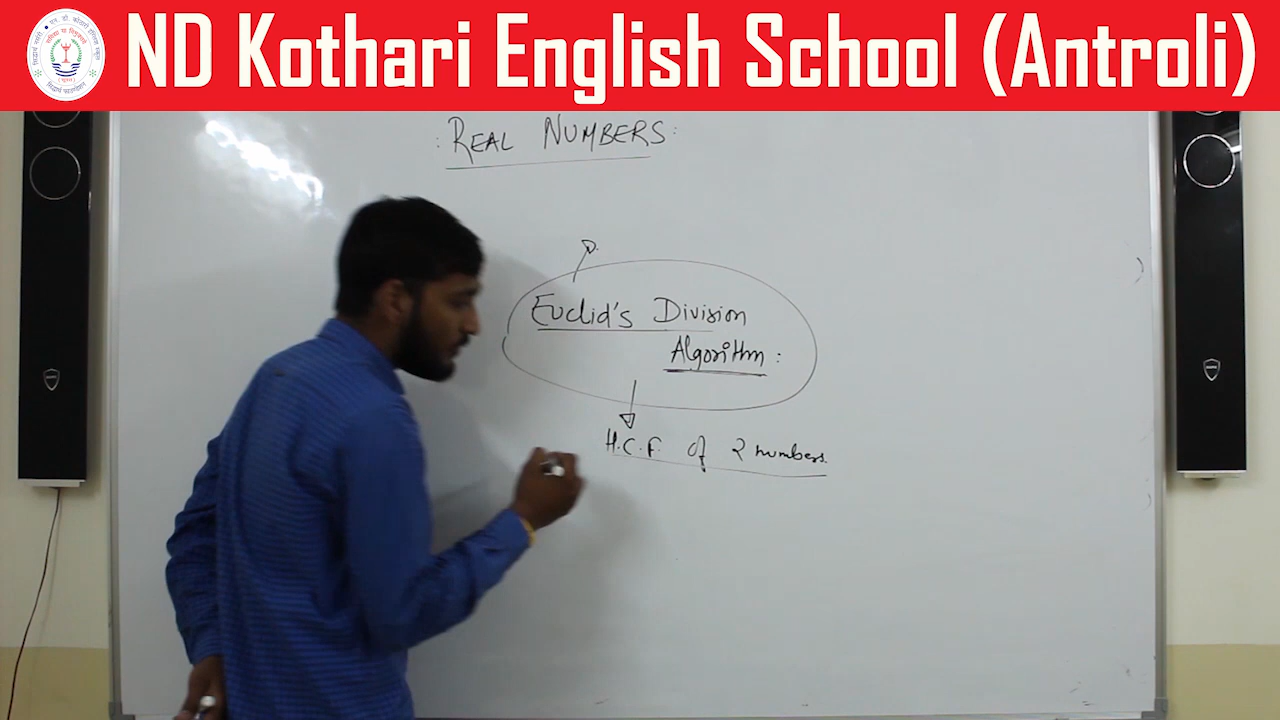 ND Kothari English School (Antroli)
: REAL NUMBERS:
Euclid's Division
Algorithm:
H.C.F. of 2 numbers.